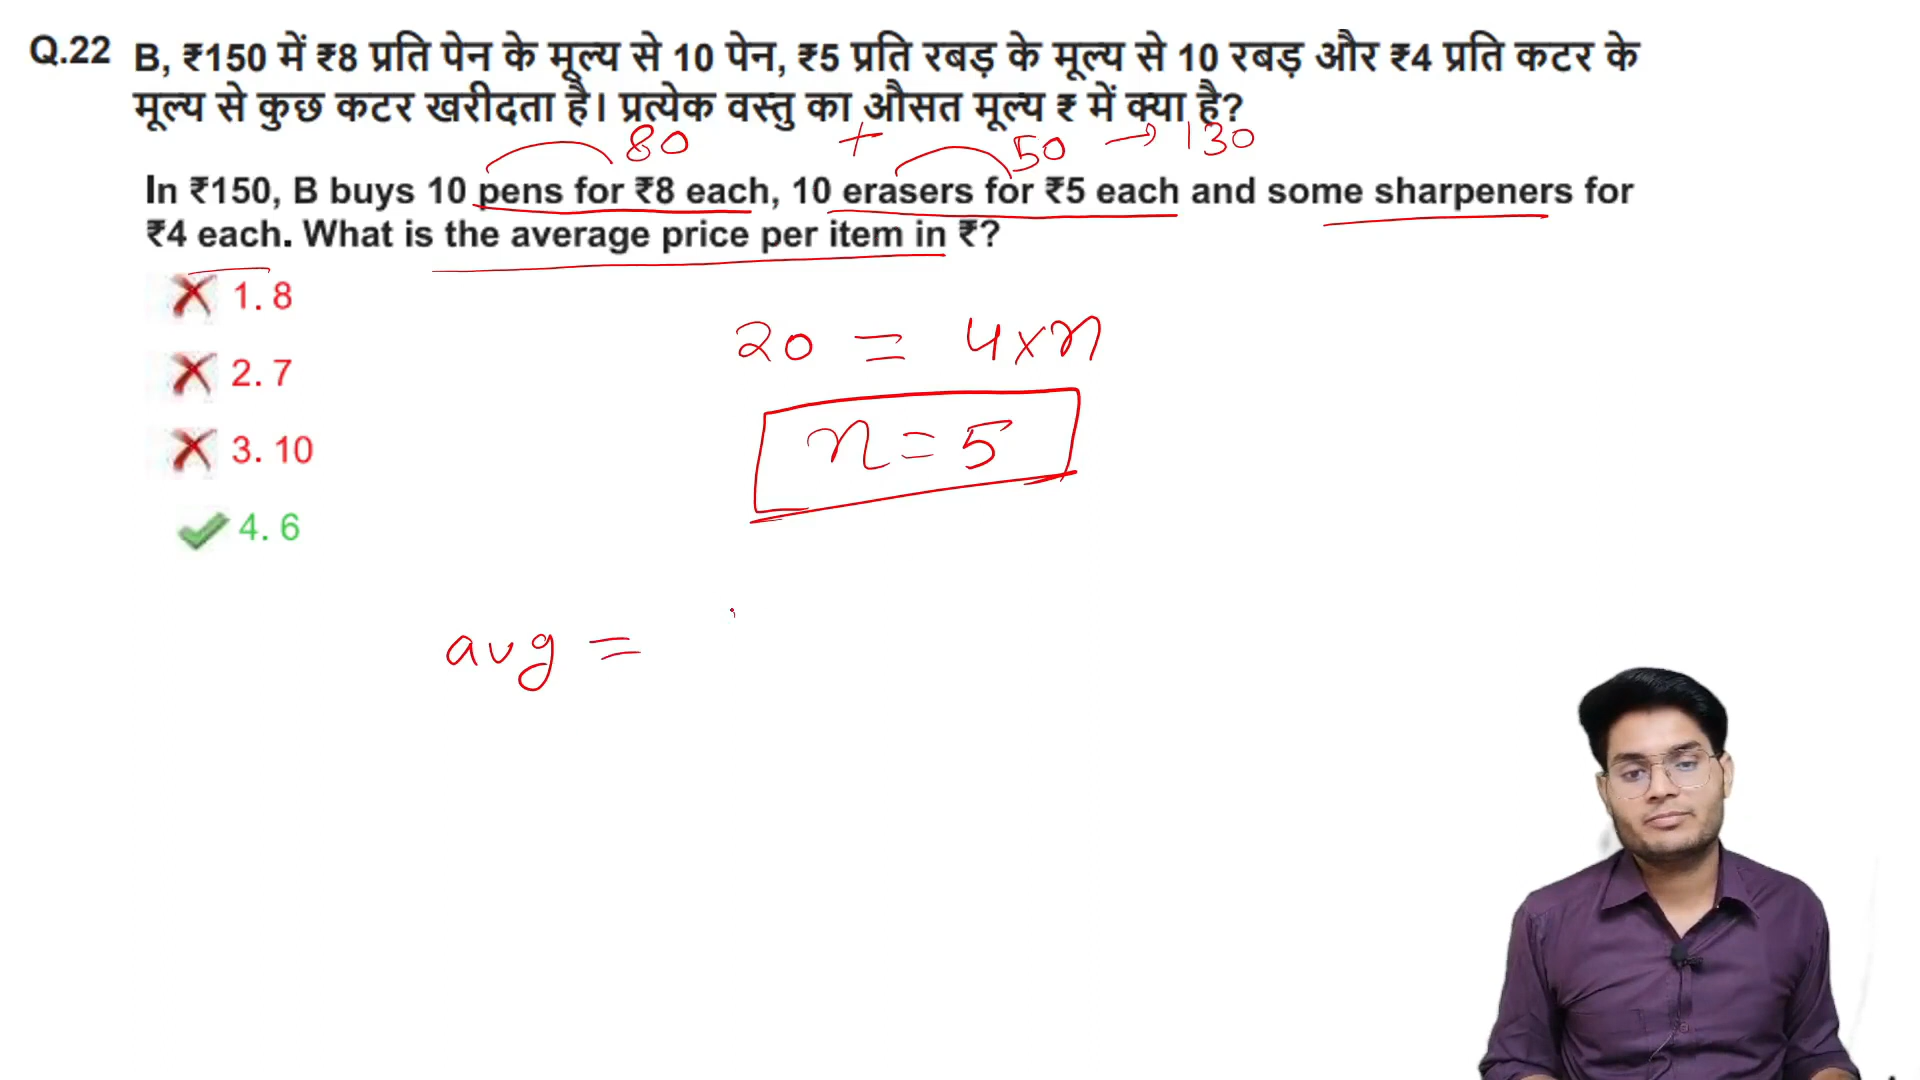 Q.22 B, ₹150 में ₹8 प्रति पेन के मूल्य से 10 पेन, ₹5 प्रति रबड़ के मूल्य से 10 रबड़ और ₹4 प्रति कटर के
मूल्य से कुछ कटर खरीदता है। प्रत्येक वस्तु का औसत मूल्य ₹ में क्या है?
80 + 50 → 130
In ₹150, B buys 10 pens for ₹8 each, 10 erasers for ₹5 each and some sharpeners for
₹4 each. What is the average price per item in ₹?
1. 8
20 = 4×n
2. 7
n = 5
3. 10
4. 6
avg =